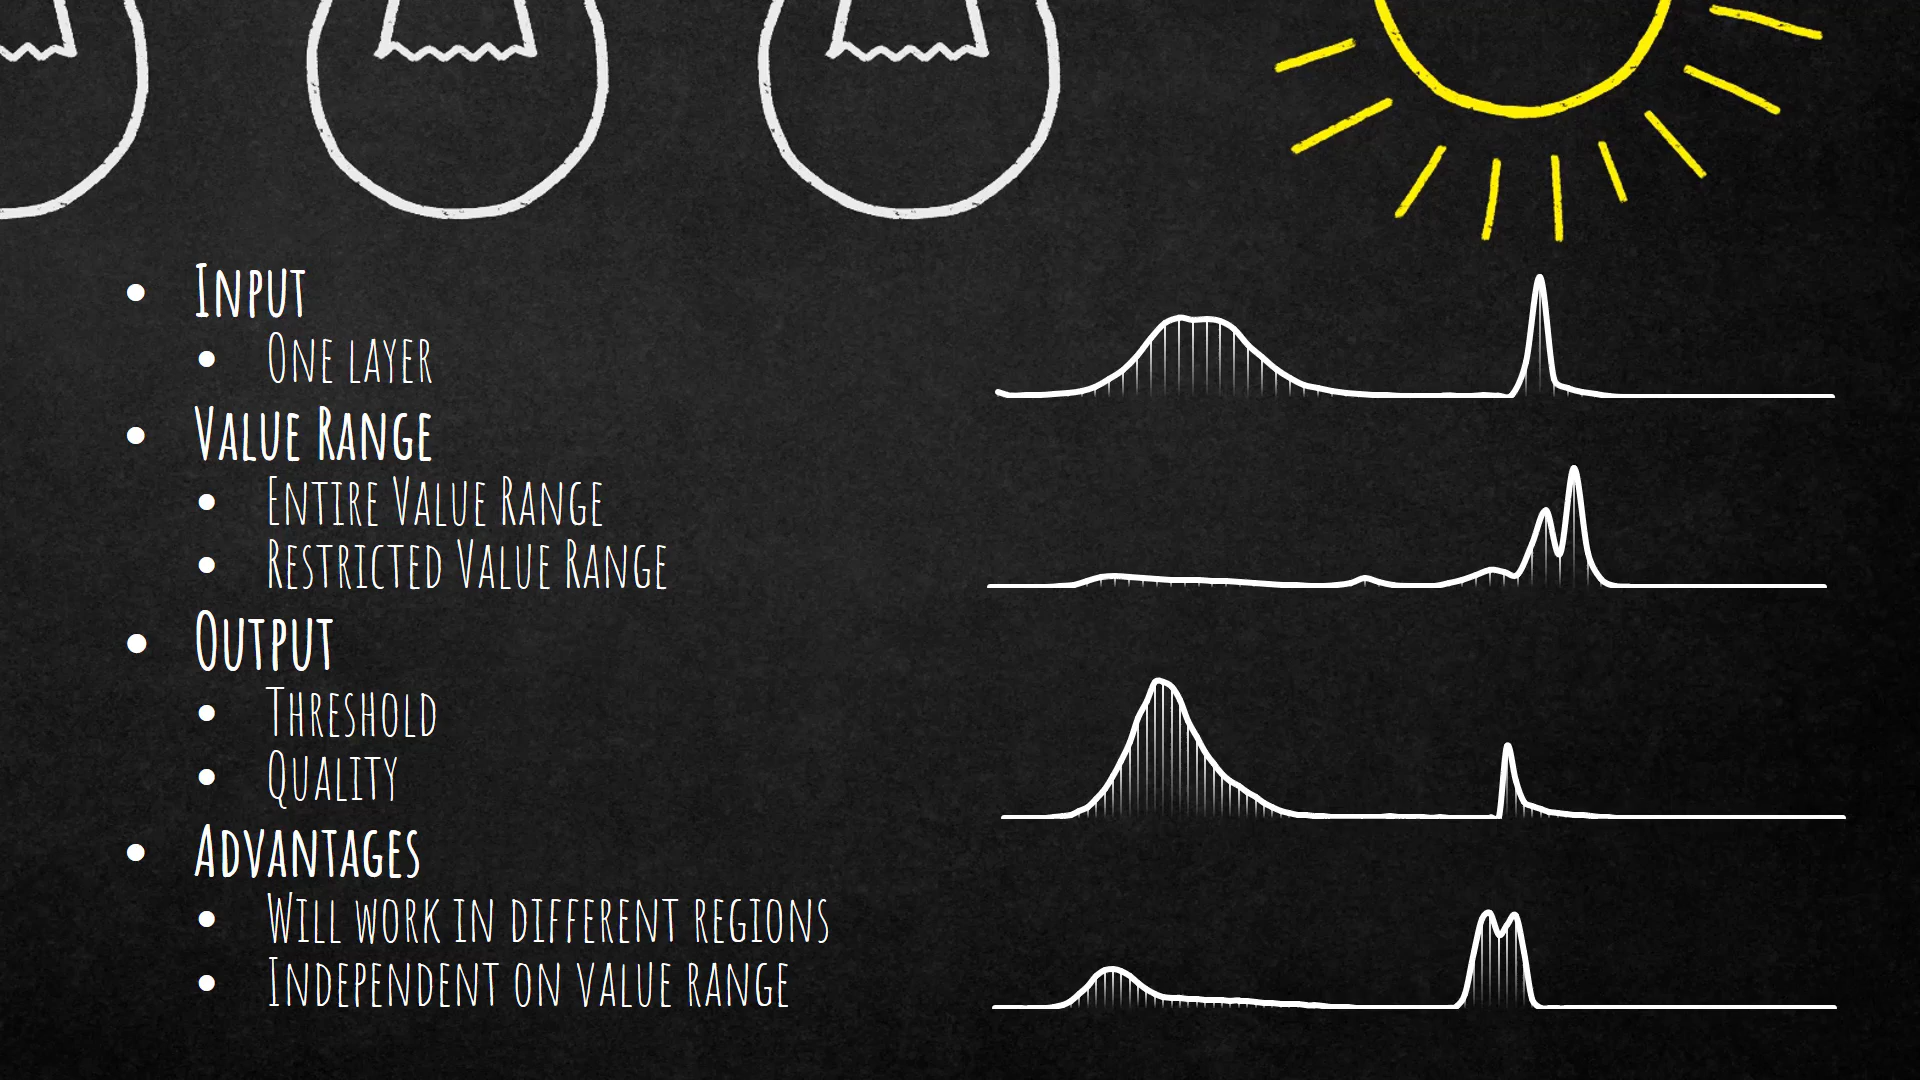 Input
One layer
Value Range
Entire Value Range
Restricted Value Range
Output
Threshold
Quality
Advantages
Will work in different regions
Independent on value range